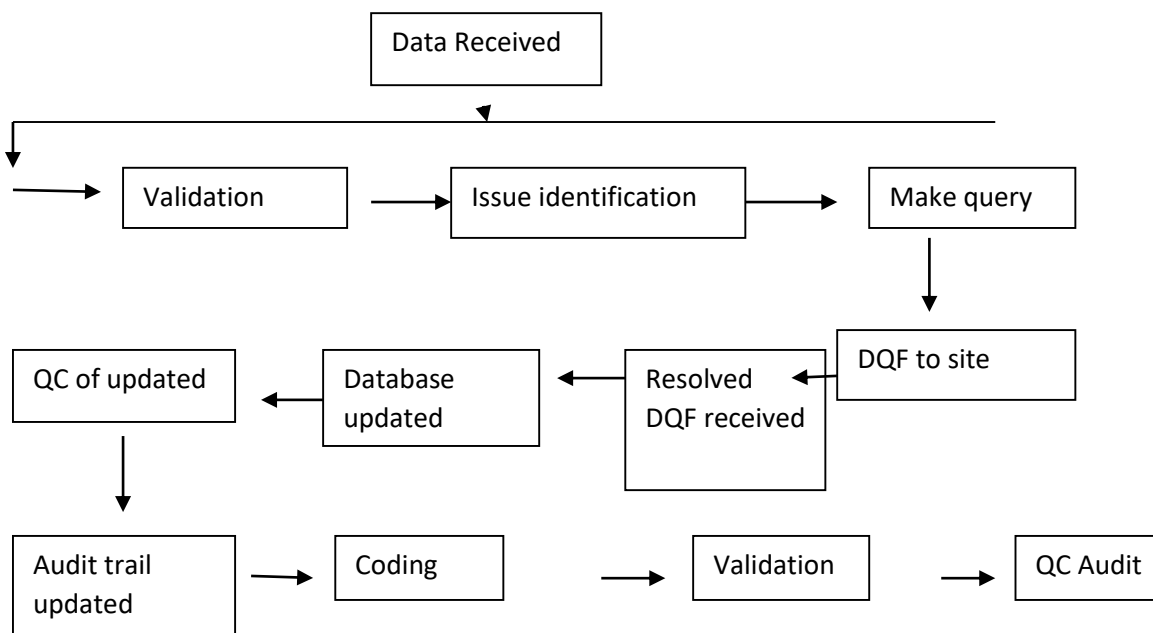 Data Received
Validation
Issue identification
Make query
DQF to site
Resolved
DQF received
Database
updated
QC of updated
Audit trail
updated
Coding
Validation
QC Audit